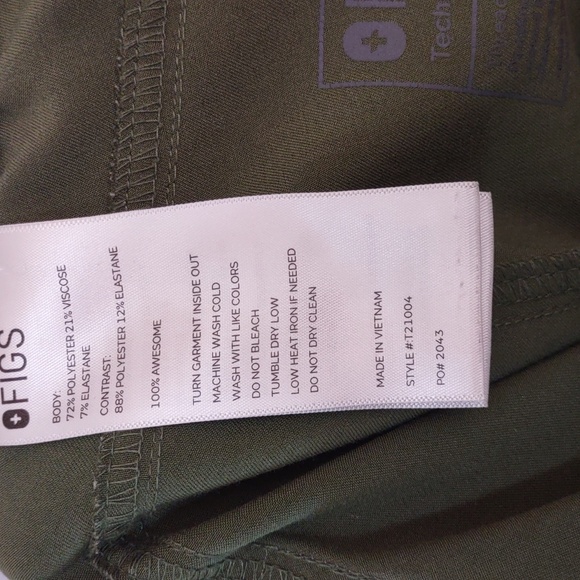 FIGS
BODY:
72% POLYESTER 21% VISCOSE
7% ELASTANE
CONTRAST:
88% POLYESTER 12% ELASTANE
100% AWESOME
TURN GARMENT INSIDE OUT
MACHINE WASH COLD
WASH WITH LIKE COLORS
DO NOT BLEACH
TUMBLE DRY LOW
LOW HEAT IRON IF NEEDED
DO NOT DRY CLEAN
MADE IN VIETNAM
STYLE #:T21004
PO# 2043
Tech